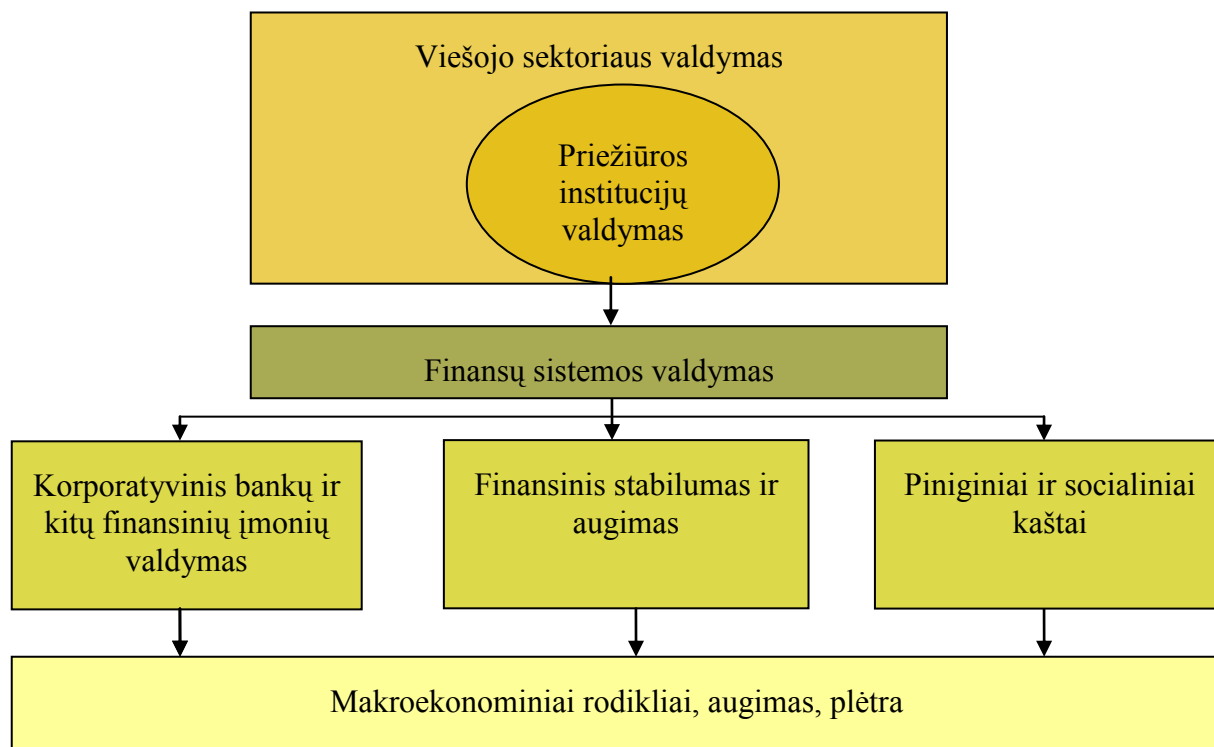 Viešojo sektoriaus valdymas
Priežiūros
institucijų
valdymas
Finansų sistemos valdymas
Korporatyvinis bankų ir
kitų finansinių įmonių
valdymas
Finansinis stabilumas ir
augimas
Piniginiai ir socialiniai
kaštai
Makroekonominiai rodikliai, augimas, plėtra